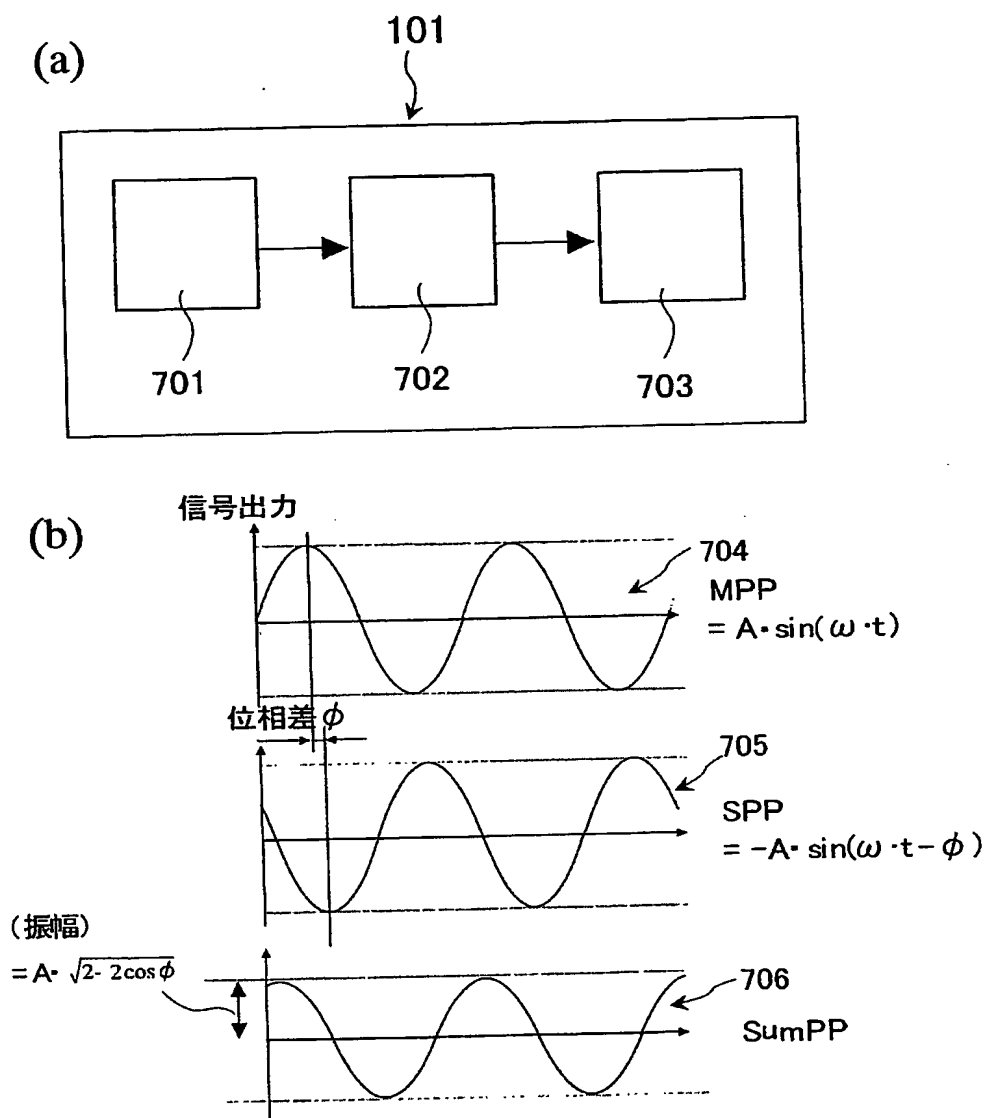 (a)
101
701
702
703
(b)
信号出力
704
MPP
= A・sin(ω・t)
位相差 φ
705
SPP
= -A・sin(ω・t-φ)
(振幅)
= A・√2- 2cosφ
706
SumPP